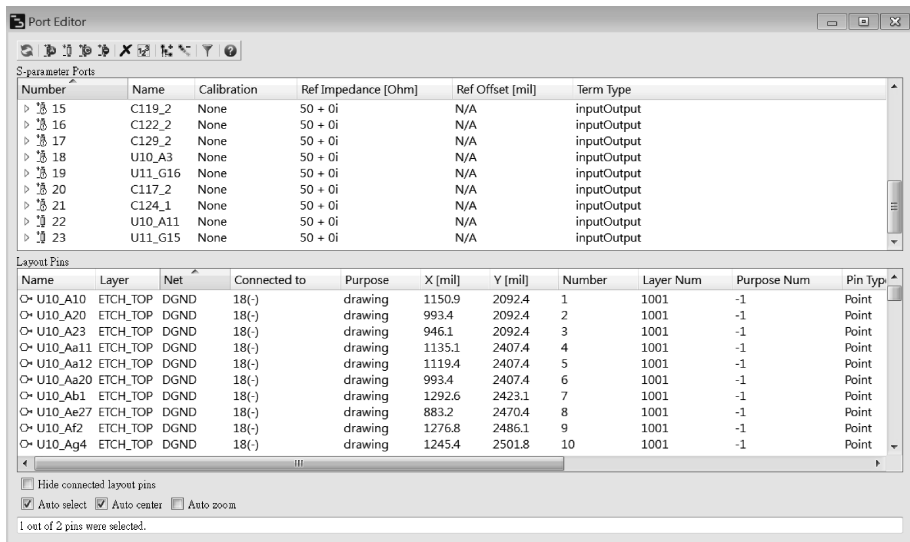 Port Editor
S-parameter Ports
Number Name Calibration Ref Impedance [Ohm] Ref Offset [mil] Term Type
15 C119_2 None 50 + 0i N/A inputOutput
16 C122_2 None 50 + 0i N/A inputOutput
17 C129_2 None 50 + 0i N/A inputOutput
18 U10_A3 None 50 + 0i N/A inputOutput
19 U11_G16 None 50 + 0i N/A inputOutput
20 C117_2 None 50 + 0i N/A inputOutput
21 C124_1 None 50 + 0i N/A inputOutput
22 U10_A11 None 50 + 0i N/A inputOutput
23 U11_G15 None 50 + 0i N/A inputOutput
Layout Pins
Name Layer Net Connected to Purpose X [mil] Y [mil] Number Layer Num Purpose Num Pin Typ
U10_A10 ETCH_TOP DGND 18(-) drawing 1150.9 2092.4 1 1001 -1 Point
U10_A20 ETCH_TOP DGND 18(-) drawing 993.4 2092.4 2 1001 -1 Point
U10_A23 ETCH_TOP DGND 18(-) drawing 946.1 2092.4 3 1001 -1 Point
U10_Aa11 ETCH_TOP DGND 18(-) drawing 1135.1 2407.4 4 1001 -1 Point
U10_Aa12 ETCH_TOP DGND 18(-) drawing 1119.4 2407.4 5 1001 -1 Point
U10_Aa20 ETCH_TOP DGND 18(-) drawing 993.4 2407.4 6 1001 -1 Point
U10_Ab1 ETCH_TOP DGND 18(-) drawing 1292.6 2423.1 7 1001 -1 Point
U10_Ae27 ETCH_TOP DGND 18(-) drawing 883.2 2470.4 8 1001 -1 Point
U10_Af2 ETCH_TOP DGND 18(-) drawing 1276.8 2486.1 9 1001 -1 Point
U10_Ag4 ETCH_TOP DGND 18(-) drawing 1245.4 2501.8 10 1001 -1 Point
Hide connected layout pins
Auto select Auto center Auto zoom
1 out of 2 pins were selected.